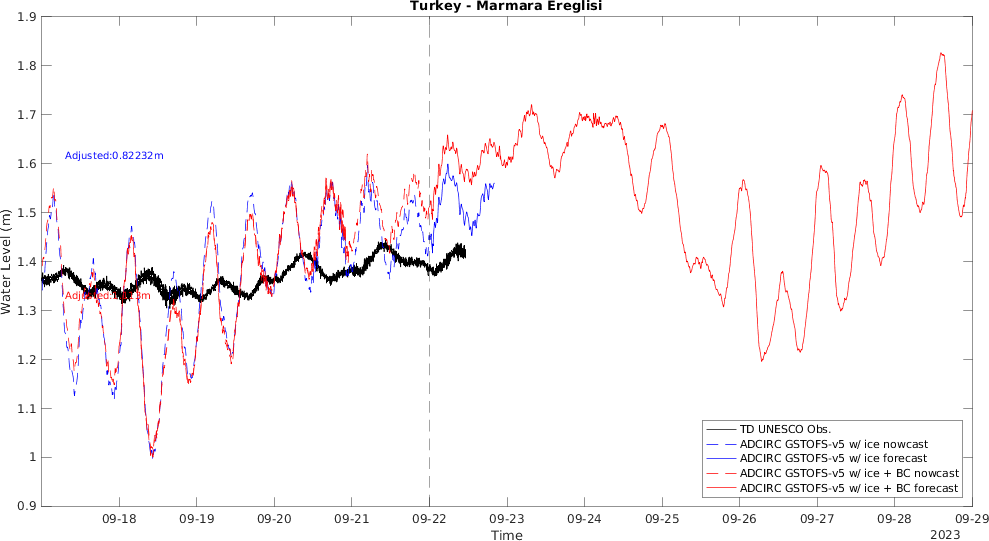 Turkey - Marmara Ereglisi
1.9
1.8
1.7
1.6
1.5
1.4
1.3
1.2
1.1
1
0.9
Water Level (m)
Adjusted:0.82232m
09-18
09-19
09-20
09-21
09-22
09-23
09-24
09-25
09-26
09-27
09-28
09-29
2023
Time
TD UNESCO Obs.
ADCIRC GSTOFS-v5 w/ ice nowcast
ADCIRC GSTOFS-v5 w/ ice forecast
ADCIRC GSTOFS-v5 w/ ice + BC nowcast
ADCIRC GSTOFS-v5 w/ ice + BC forecast